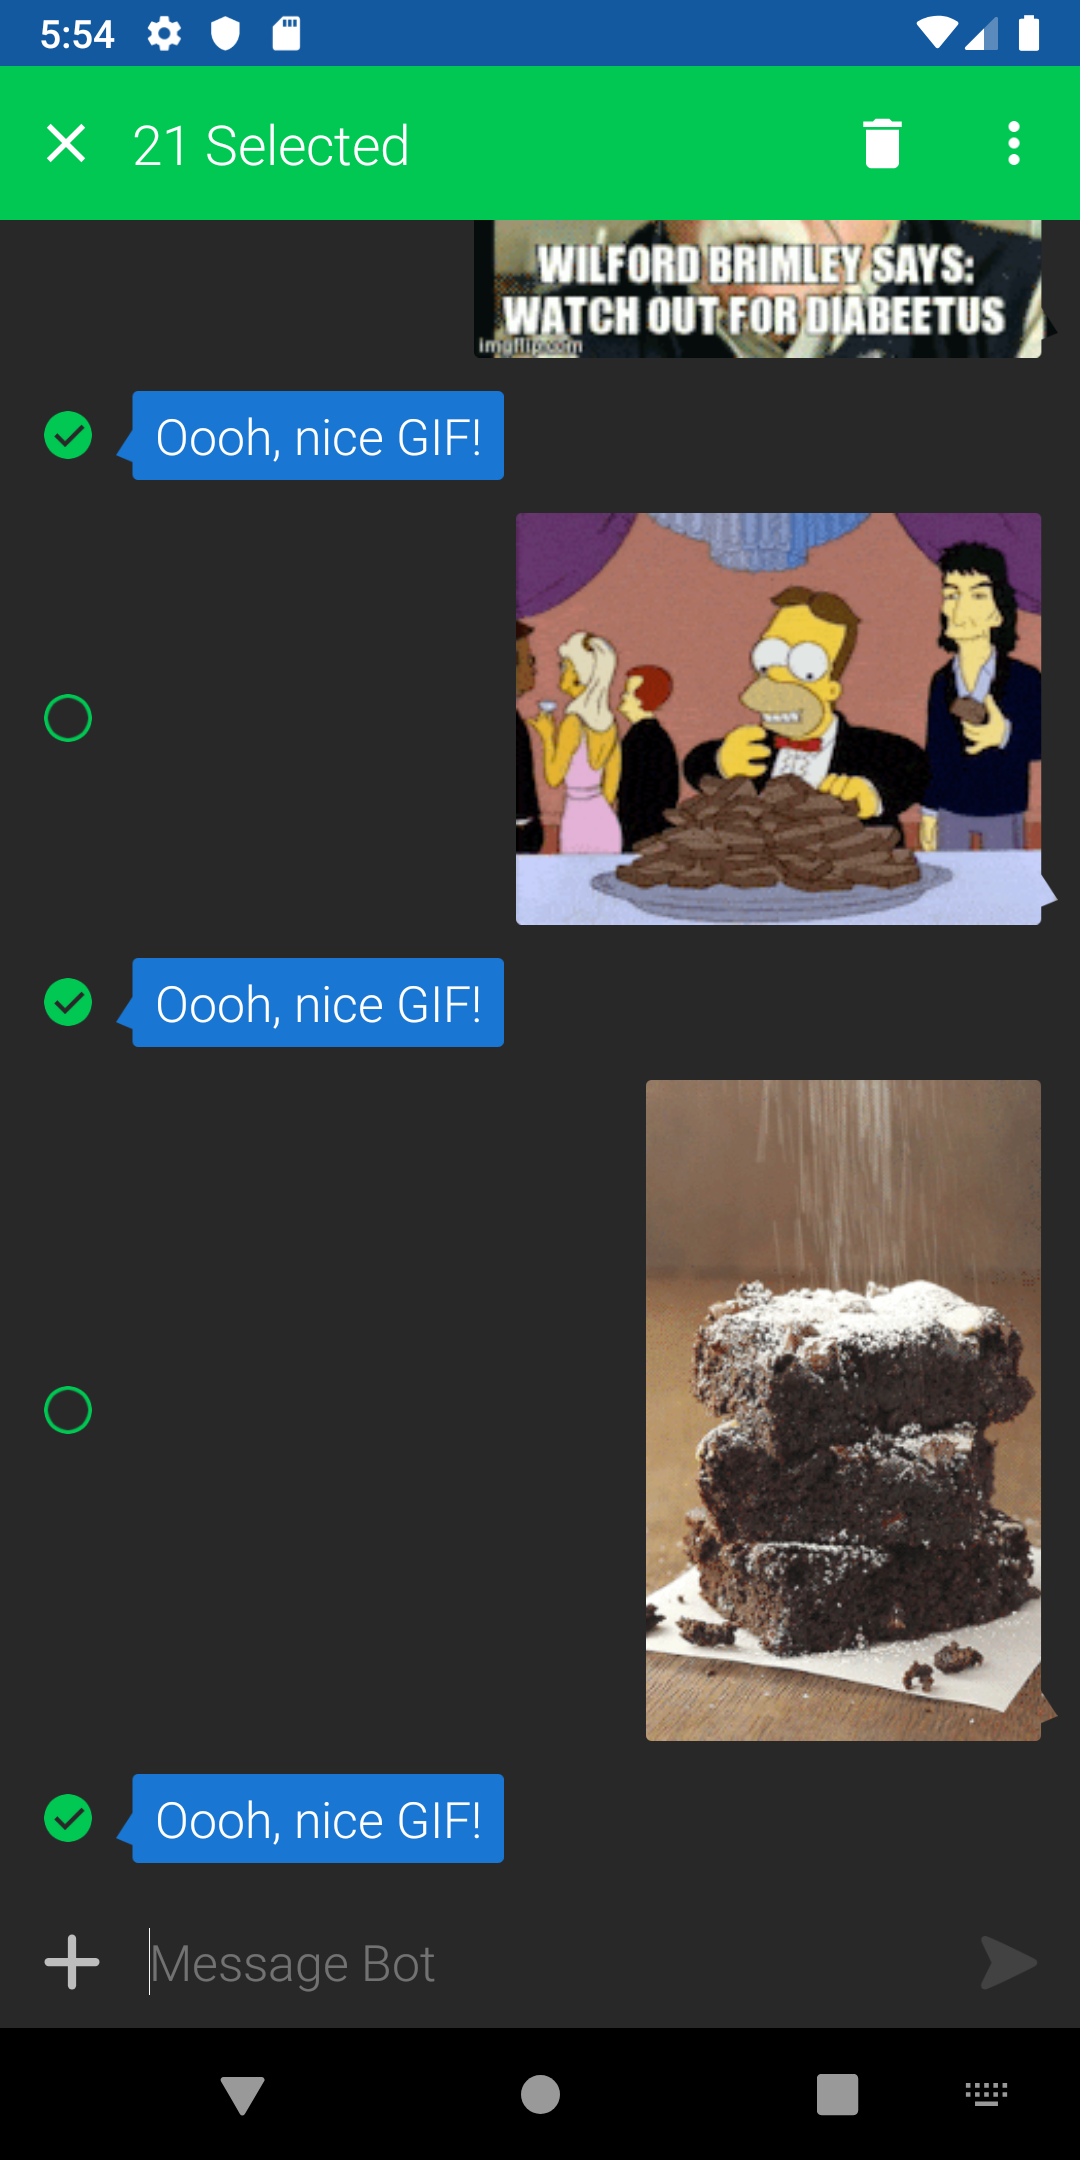 5:54
21 Selected
WILFORD BRIMLEY SAYS:
WATCH OUT FOR DIABEETUS
imgflip.com
Oooh, nice GIF!
Oooh, nice GIF!
Oooh, nice GIF!
Message Bot